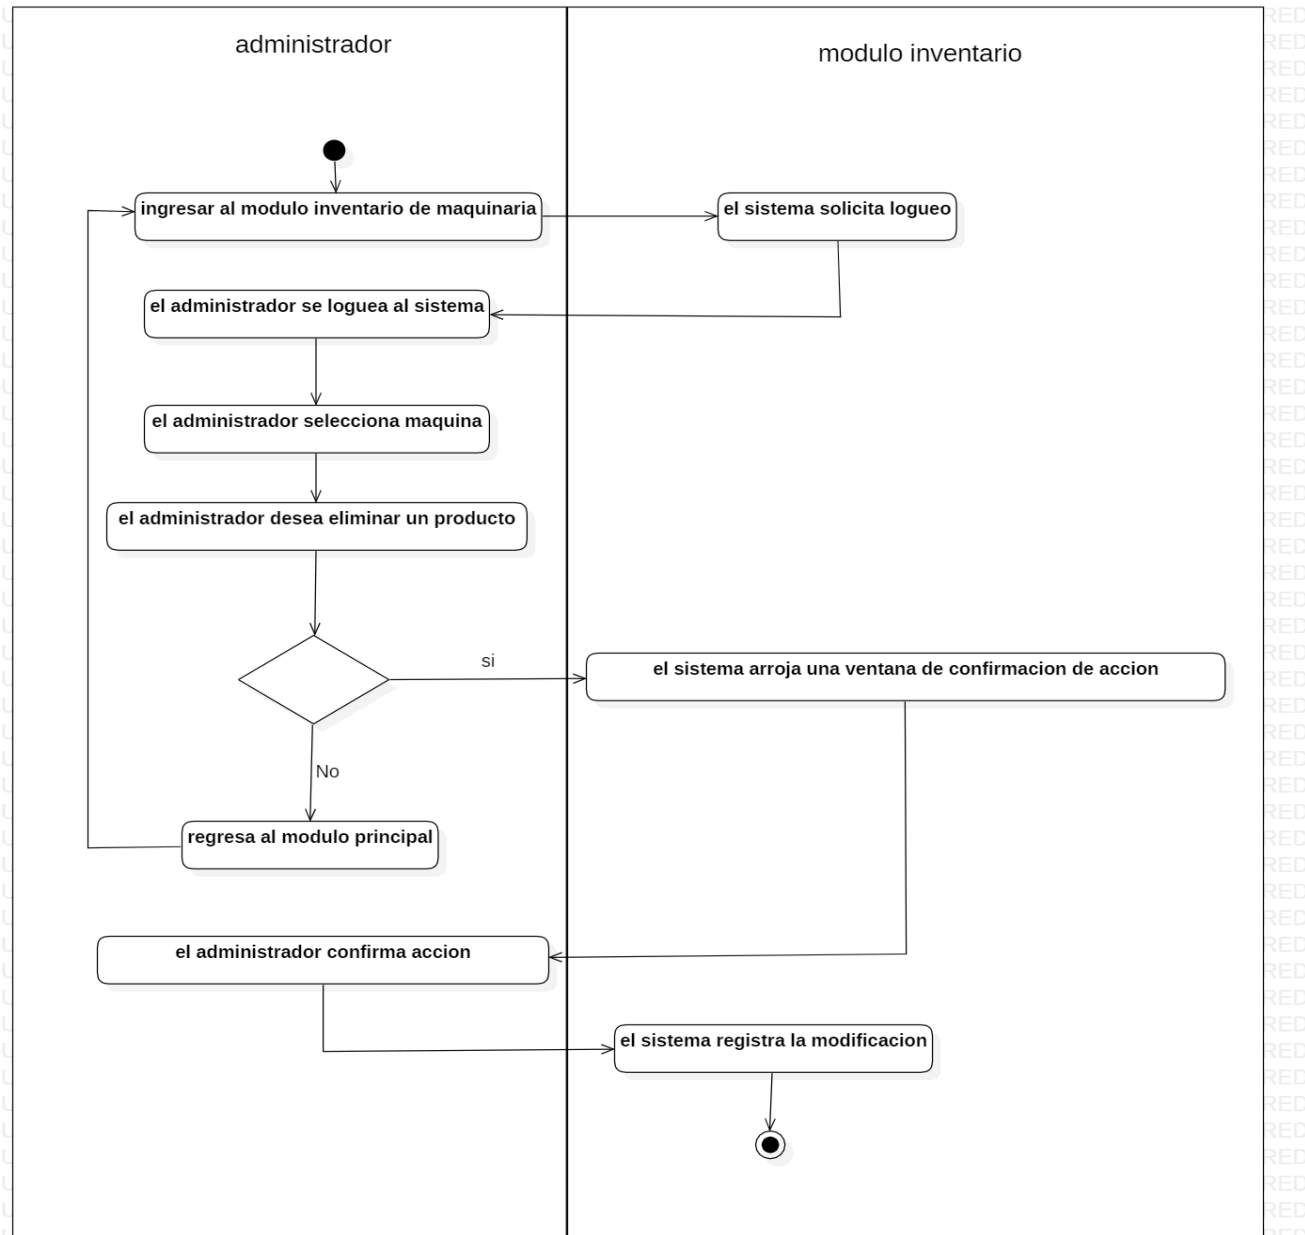 administrador
modulo inventario
ingresar al modulo inventario de maquinaria
el sistema solicita logueo
el administrador se loguea al sistema
el administrador selecciona maquina
el administrador desea eliminar un producto
si
el sistema arroja una ventana de confirmacion de accion
No
regresa al modulo principal
el administrador confirma accion
el sistema registra la modificacion